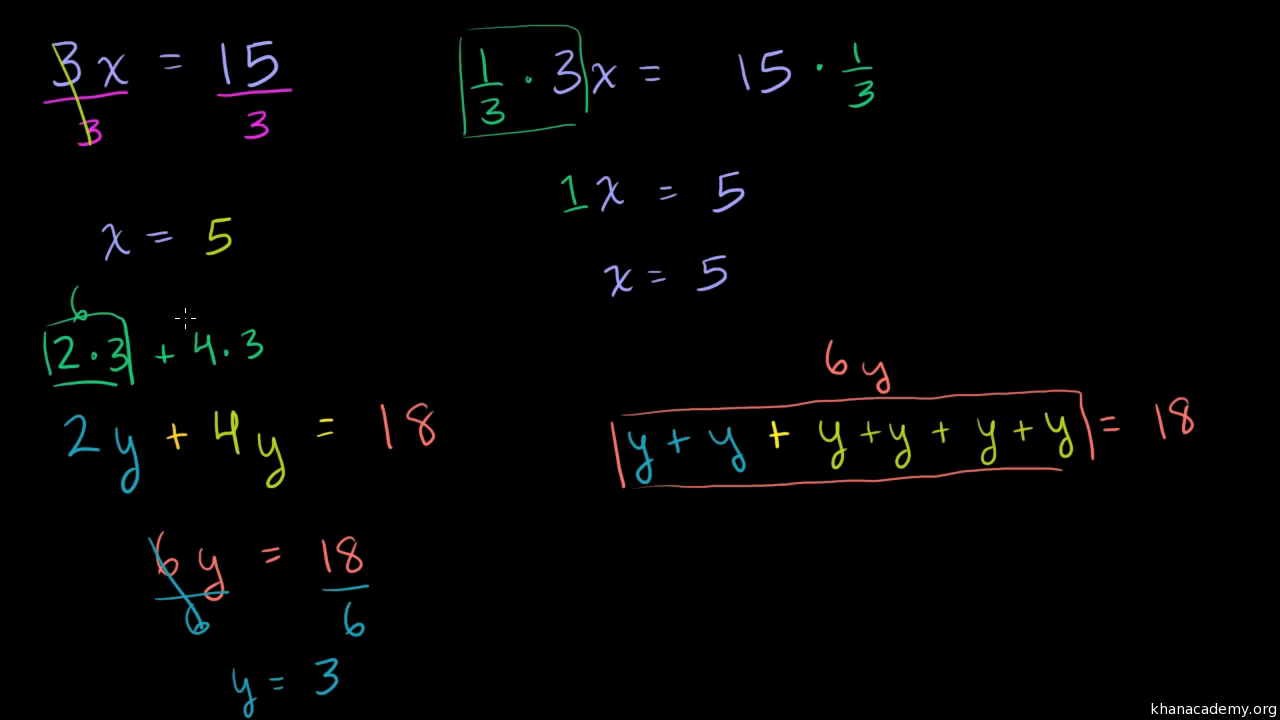 3x = 15
3 3
x = 5
1/3 · 3x = 15 · 1/3
1x = 5
x = 5
6
2·3 + 4·3
2y + 4y = 18
6y = 18
6 6
y = 3
6y
y + y + y + y + y + y = 18
khanacademy.org